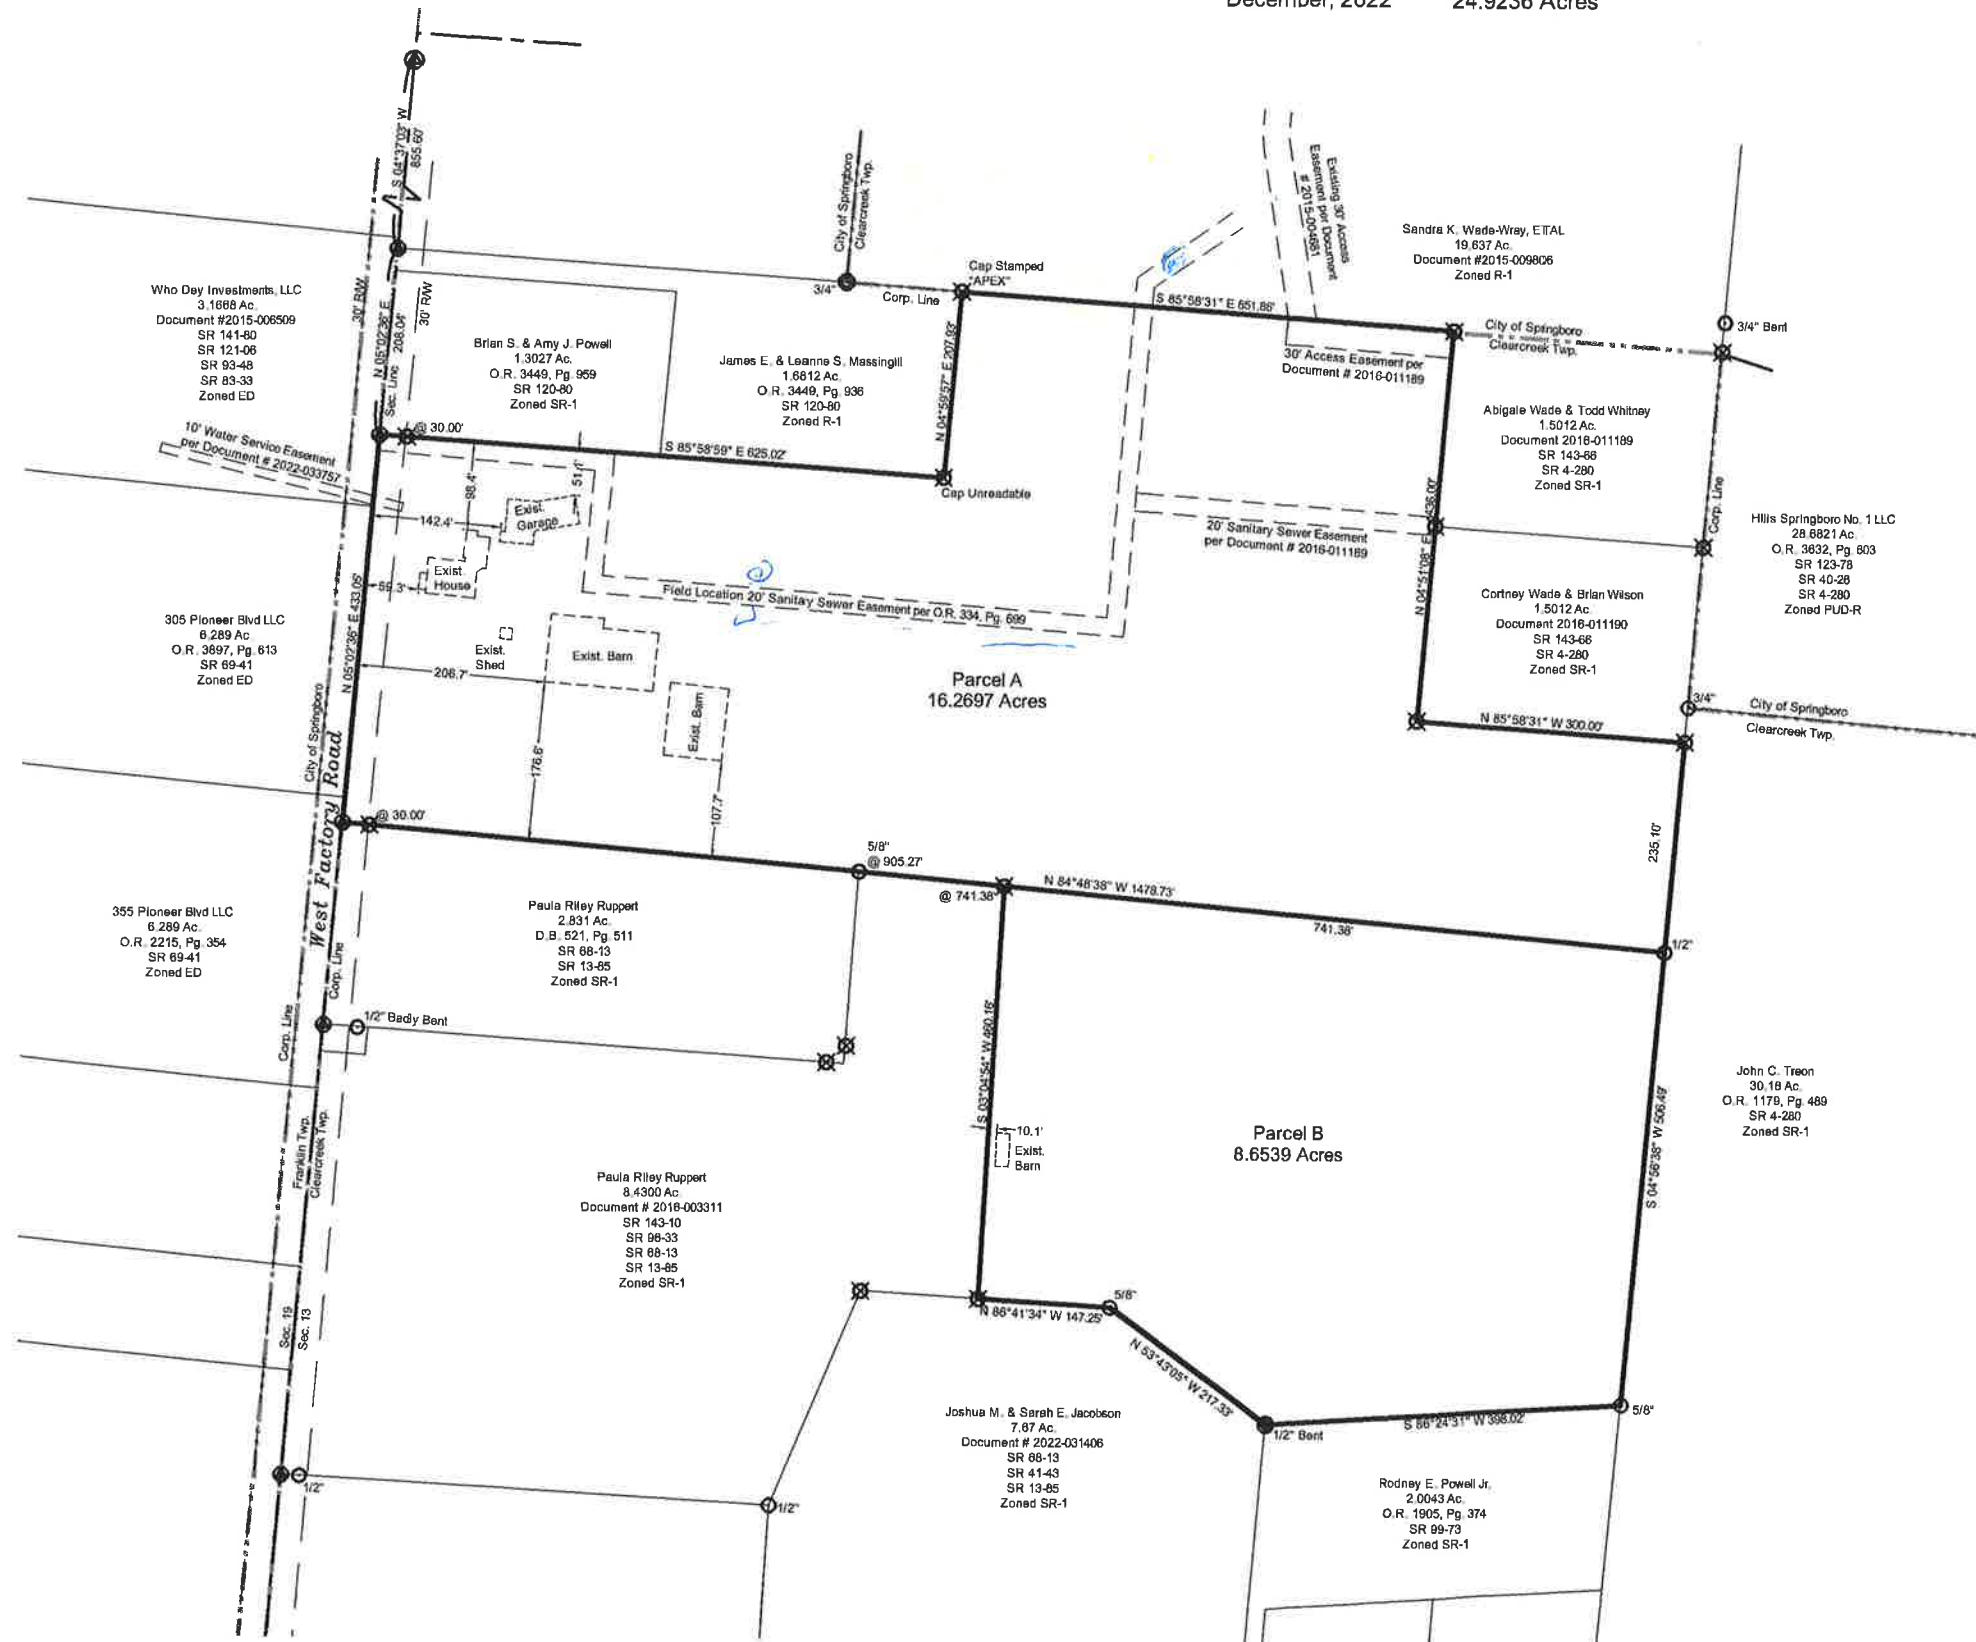 December, 2022 24.9236 Acres
S 04°37'03" W
855.60'
City of Springboro
Clearcreek Twp.
Existing 30' Access
Easement per Document
# 2015-004681
Sandra K. Wade-Wray, ETAL
19.637 Ac.
Document #2015-009806
Zoned R-1
Cap Stamped
"APEX"
3/4"
Corp. Line
S 85°58'31" E 651.86'
Who Dey Investments, LLC
3.1668 Ac.
Document #2015-006509
SR 141-80
SR 121-06
SR 93-48
SR 83-33
Zoned ED
30' R/W
N 05°02'36" E
208.04'
Sec. Line
30' R/W
Brian S. & Amy J. Powell
1.3027 Ac.
O.R. 3449, Pg. 959
SR 120-80
Zoned SR-1
James E. & Leanne S. Massingill
1.6812 Ac.
O.R. 3449, Pg. 936
SR 120-80
Zoned R-1
N 04°59'57" E 207.93'
30' Access Easement per
Document # 2016-011189
City of Springboro
Clearcreek Twp.
3/4" Bent
Abigale Wade & Todd Whitney
1.5012 Ac.
Document 2016-011189
SR 143-66
SR 4-280
Zoned SR-1
10' Water Service Easement
per Document # 2022-033757
@ 30.00'
S 85°58'59" E 625.02'
Cap Unreadable
98.4'
51.1'
142.4'
Exist.
Garage
Exist.
House
59.3'
20' Sanitary Sewer Easement
per Document # 2016-011189
N 04°51'08" E
436.00'
Corp. Line
Hills Springboro No. 1 LLC
28.6821 Ac.
O.R. 3632, Pg. 603
SR 123-78
SR 40-26
SR 4-280
Zoned PUD-R
Field Location 20' Sanitay Sewer Easement per O.R. 334, Pg. 699
Cortney Wade & Brian Wilson
1.5012 Ac.
Document 2016-011190
SR 143-66
SR 4-280
Zoned SR-1
305 Pioneer Blvd LLC
6.289 Ac.
O.R. 3897, Pg. 613
SR 69-41
Zoned ED
N 05°02'36" E 433.05'
Exist.
Shed
Exist. Barn
206.7'
Exist. Barn
Parcel A
16.2697 Acres
N 85°58'31" W 300.00'
3/4"
City of Springboro
Clearcreek Twp.
City of Springboro
West Factory Road
176.6'
107.7'
@ 30.00'
5/8"
@ 905.27'
@ 741.38'
N 84°48'38" W 1478.73'
741.38'
235.10'
1/2"
355 Pioneer Blvd LLC
6.289 Ac.
O.R. 2215, Pg. 354
SR 69-41
Zoned ED
Corp. Line
Corp. Line
Paula Riley Ruppert
2.831 Ac.
D.B. 521, Pg. 511
SR 68-13
SR 13-85
Zoned SR-1
1/2" Badly Bent
S 03°04'54" W 460.16'
10.1'
Exist.
Barn
Parcel B
8.6539 Acres
S 04°56'38" W 506.49'
John C. Treon
30.18 Ac.
O.R. 1179, Pg. 489
SR 4-280
Zoned SR-1
Franklin Twp.
Clearcreek Twp.
Paula Riley Ruppert
8.4300 Ac.
Document # 2016-003311
SR 143-10
SR 96-33
SR 68-13
SR 13-85
Zoned SR-1
Sec. 19
Sec. 13
N 86°41'34" W 147.25'
5/8"
N 53°43'05" W 217.33'
1/2" Bent
S 86°24'31" W 398.02'
5/8"
Joshua M. & Sarah E. Jacobson
7.67 Ac.
Document # 2022-031406
SR 68-13
SR 41-43
SR 13-85
Zoned SR-1
Rodney E. Powell Jr.
2.0043 Ac.
O.R. 1905, Pg. 374
SR 99-73
Zoned SR-1
1/2"
1/2"